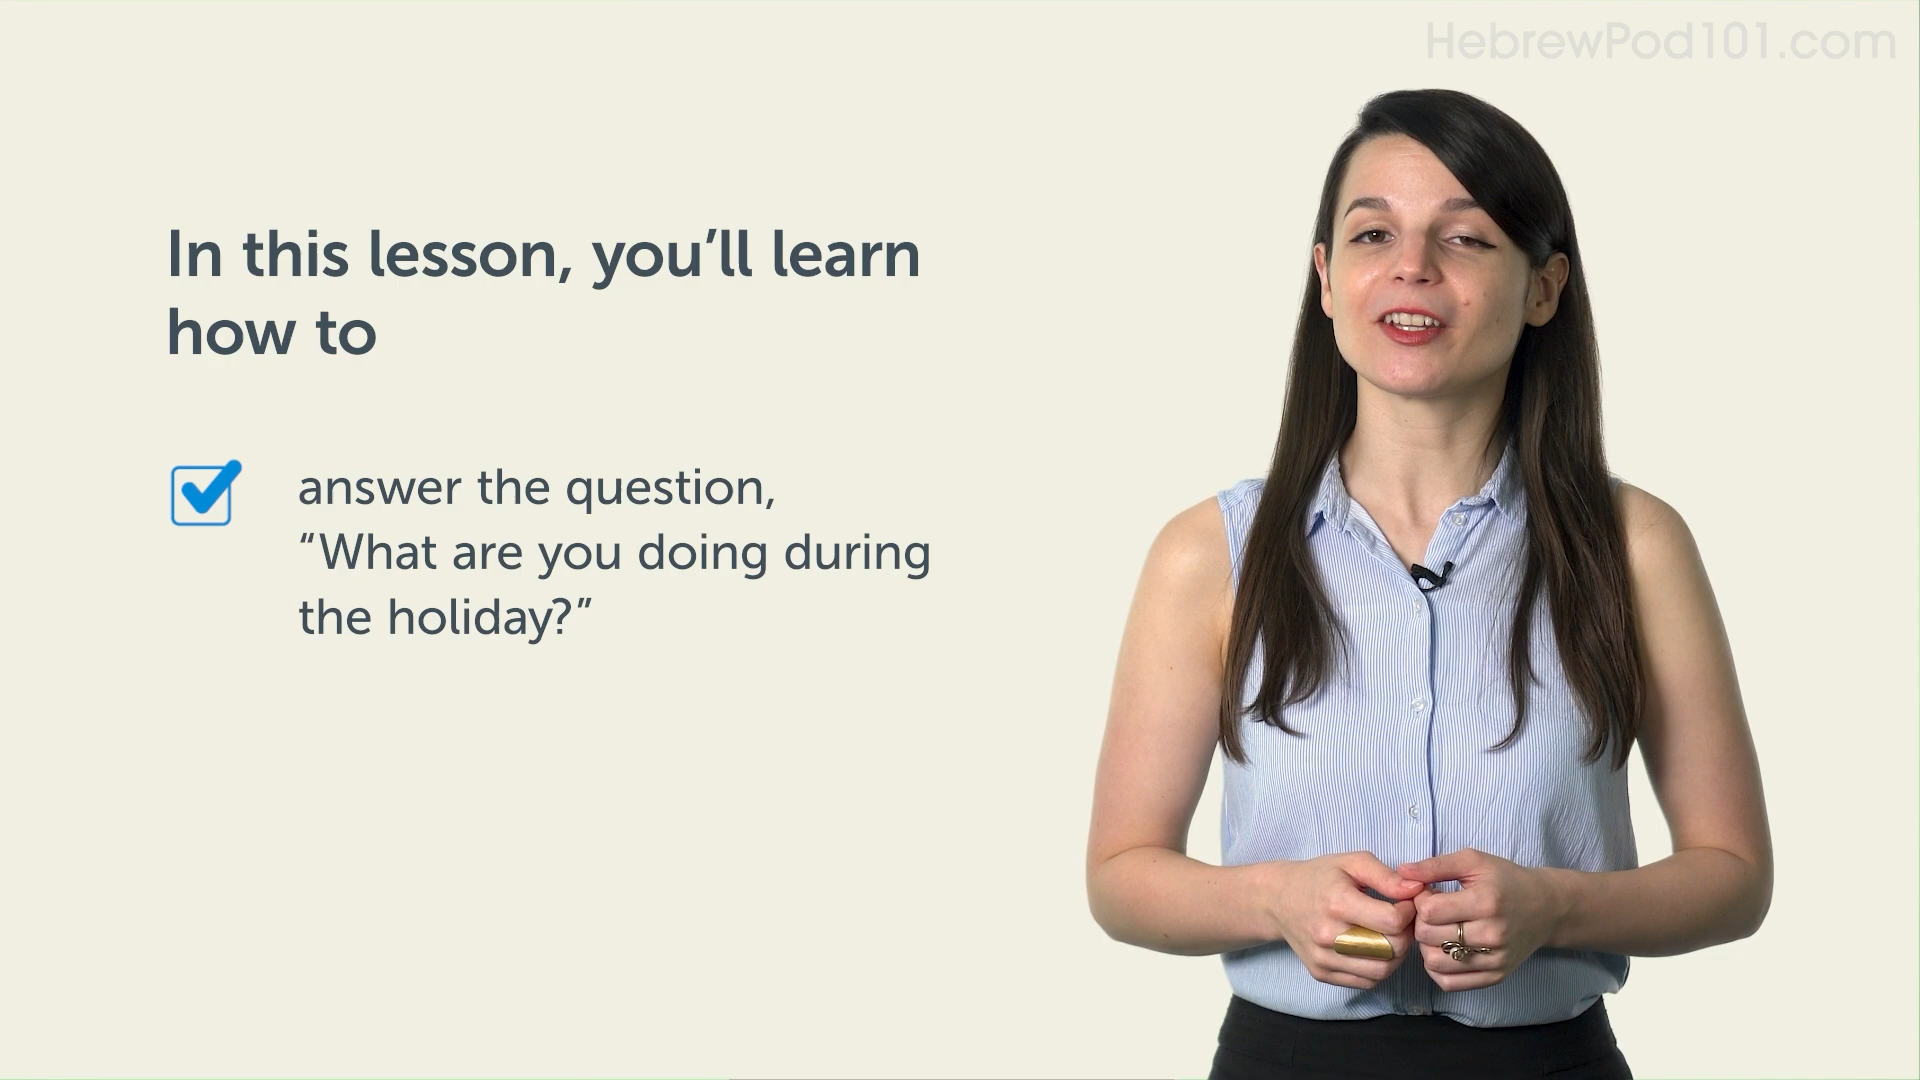 HebrewPod101.com
In this lesson, you’ll learn
how to
answer the question,
“What are you doing during
the holiday?”